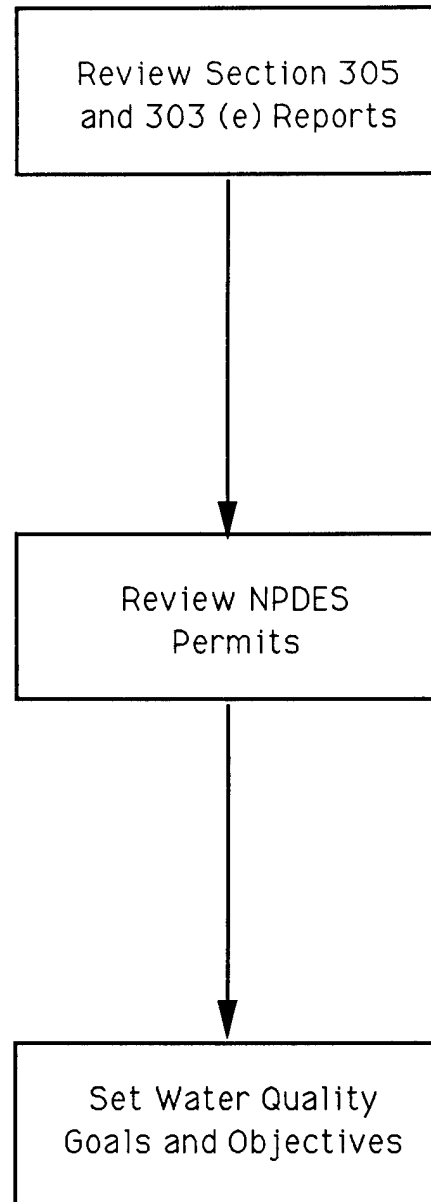 Review Section 305
and 303 (e) Reports
Review NPDES
Permits
Set Water Quality
Goals and Objectives